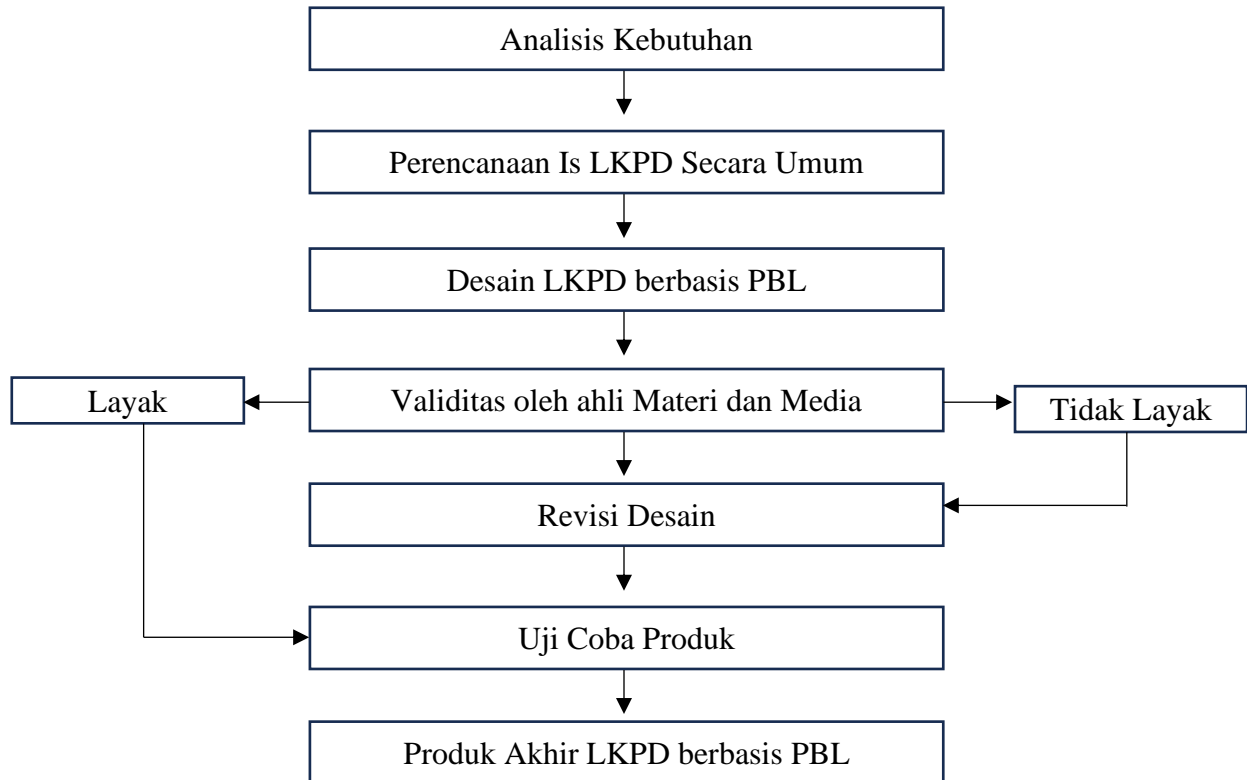 Analisis Kebutuhan
Perencanaan Is LKPD Secara Umum
Desain LKPD berbasis PBL
Layak
Validitas oleh ahli Materi dan Media
Tidak Layak
Revisi Desain
Uji Coba Produk
Produk Akhir LKPD berbasis PBL